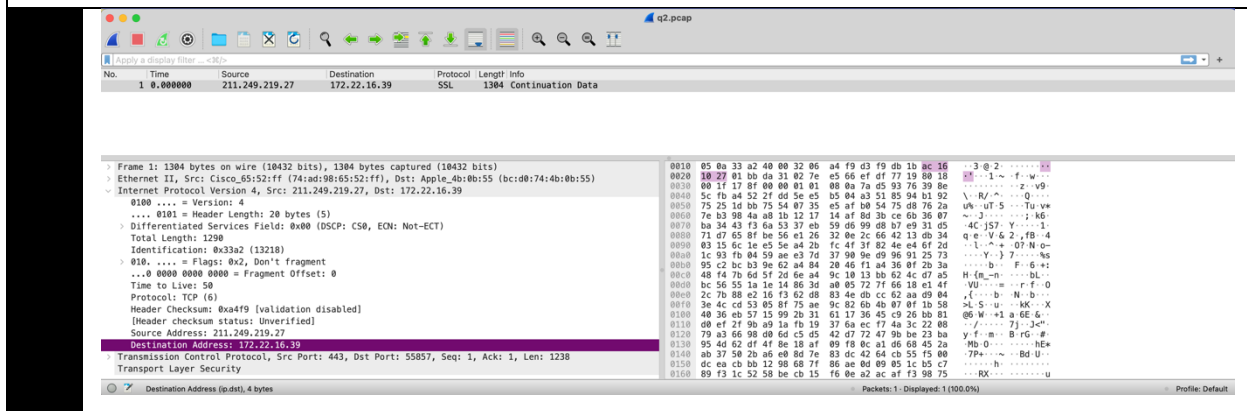 q2.pcap
Apply a display filter ... <⌘/>
No. Time Source Destination Protocol Length Info
1 0.000000 211.249.219.27 172.22.16.39 SSL 1304 Continuation Data
Frame 1: 1304 bytes on wire (10432 bits), 1304 bytes captured (10432 bits)
Ethernet II, Src: Cisco_65:52:ff (74:ad:98:65:52:ff), Dst: Apple_4b:0b:55 (bc:d0:74:4b:0b:55)
Internet Protocol Version 4, Src: 211.249.219.27, Dst: 172.22.16.39
0100 .... = Version: 4
.... 0101 = Header Length: 20 bytes (5)
Differentiated Services Field: 0x00 (DSCP: CS0, ECN: Not-ECT)
Total Length: 1290
Identification: 0x33a2 (13218)
010. .... = Flags: 0x2, Don't fragment
...0 0000 0000 0000 = Fragment Offset: 0
Time to Live: 50
Protocol: TCP (6)
Header Checksum: 0xa4f9 [validation disabled]
[Header checksum status: Unverified]
Source Address: 211.249.219.27
Destination Address: 172.22.16.39
Transmission Control Protocol, Src Port: 443, Dst Port: 55857, Seq: 1, Ack: 1, Len: 1238
Transport Layer Security
0010 05 0a 33 a2 40 00 32 06 a4 f9 d3 f9 db 1b ac 16
0020 10 27 01 bb da 31 02 7e e5 66 ef df 77 19 80 18
0030 00 1f 17 8f 00 00 01 01 08 0a 7a d5 93 76 39 8e
0040 5c fb a4 52 2f dd 5e e5 b5 04 a3 51 85 94 b1 92
0050 75 25 1d bb 75 54 07 35 e5 af b0 54 75 d8 76 2a
0060 7e b3 98 4a a8 1b 12 17 14 af 8d 3b ce 6b 36 07
0070 ba 34 43 f3 6a 53 37 eb 59 d6 99 d8 b7 e9 31 d5
0080 71 d7 65 8f be 56 e1 26 32 0e 2c 66 42 13 db 34
0090 03 15 6c 1e e5 5e a4 2b fc 4f 3f 82 4e e4 6f 2d
00a0 1c 93 fb 04 59 ae e3 7d 37 90 0e d9 96 91 25 73
00b0 95 c2 bc b3 9e 62 a4 84 20 46 f1 a4 36 0f 2b 3a
00c0 48 f4 7b 6d 5f 2d 6e a4 9c 10 13 bb 62 4c d7 a5
00d0 bc 56 55 1a 1e 14 86 3d a0 05 72 7f 66 18 e1 4f
00e0 2c 7b 88 e2 16 f3 62 d8 83 4e db cc 62 aa d9 04
00f0 3e 4c cd 53 05 8f 75 ae 9c 82 6b 4b 07 0f 1b 58
0100 40 36 eb 57 15 99 2b 31 61 17 36 45 c9 26 bb 81
0110 d0 ef 2f 9b a9 1a fb 19 37 6a ec f7 4a 3c 22 08
0120 79 a3 66 98 d0 6d c5 d5 42 d7 72 47 9b be 23 ba
0130 95 4d 62 df 4f 8e 18 af 09 f8 0c a1 d6 68 45 2a
0140 ab 37 50 2b a6 e0 8d 7e 83 dc 42 64 cb 55 f5 00
0150 dc ea cb bb 12 98 68 7f 86 ae 0d 09 05 1c b5 c7
0160 89 f3 1c 52 58 be cb 15 f6 0e a2 ac af f3 98 75
Destination Address (ip.dst), 4 bytes
Packets: 1 · Displayed: 1 (100.0%)
Profile: Default